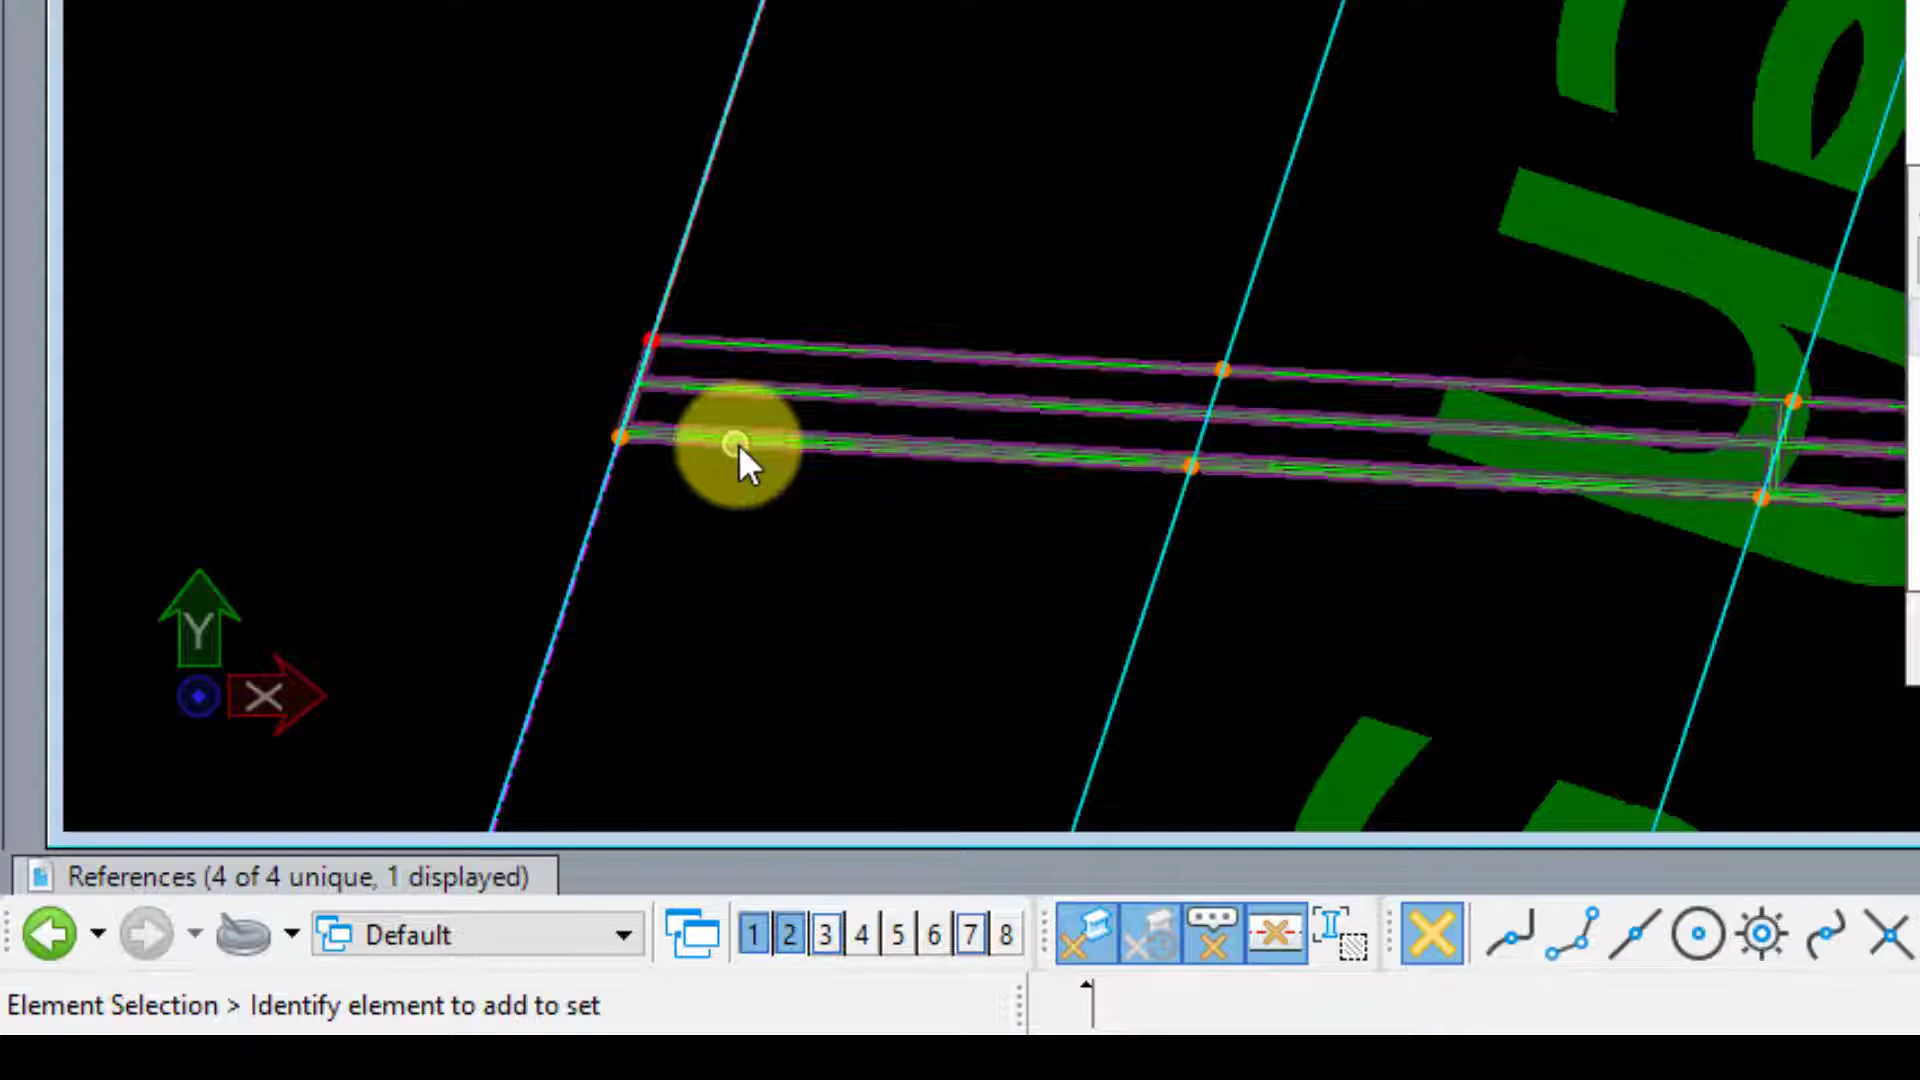 Y
X
References (4 of 4 unique, 1 displayed)
Default
1 2 3 4 5 6 7 8
Element Selection > Identify element to add to set